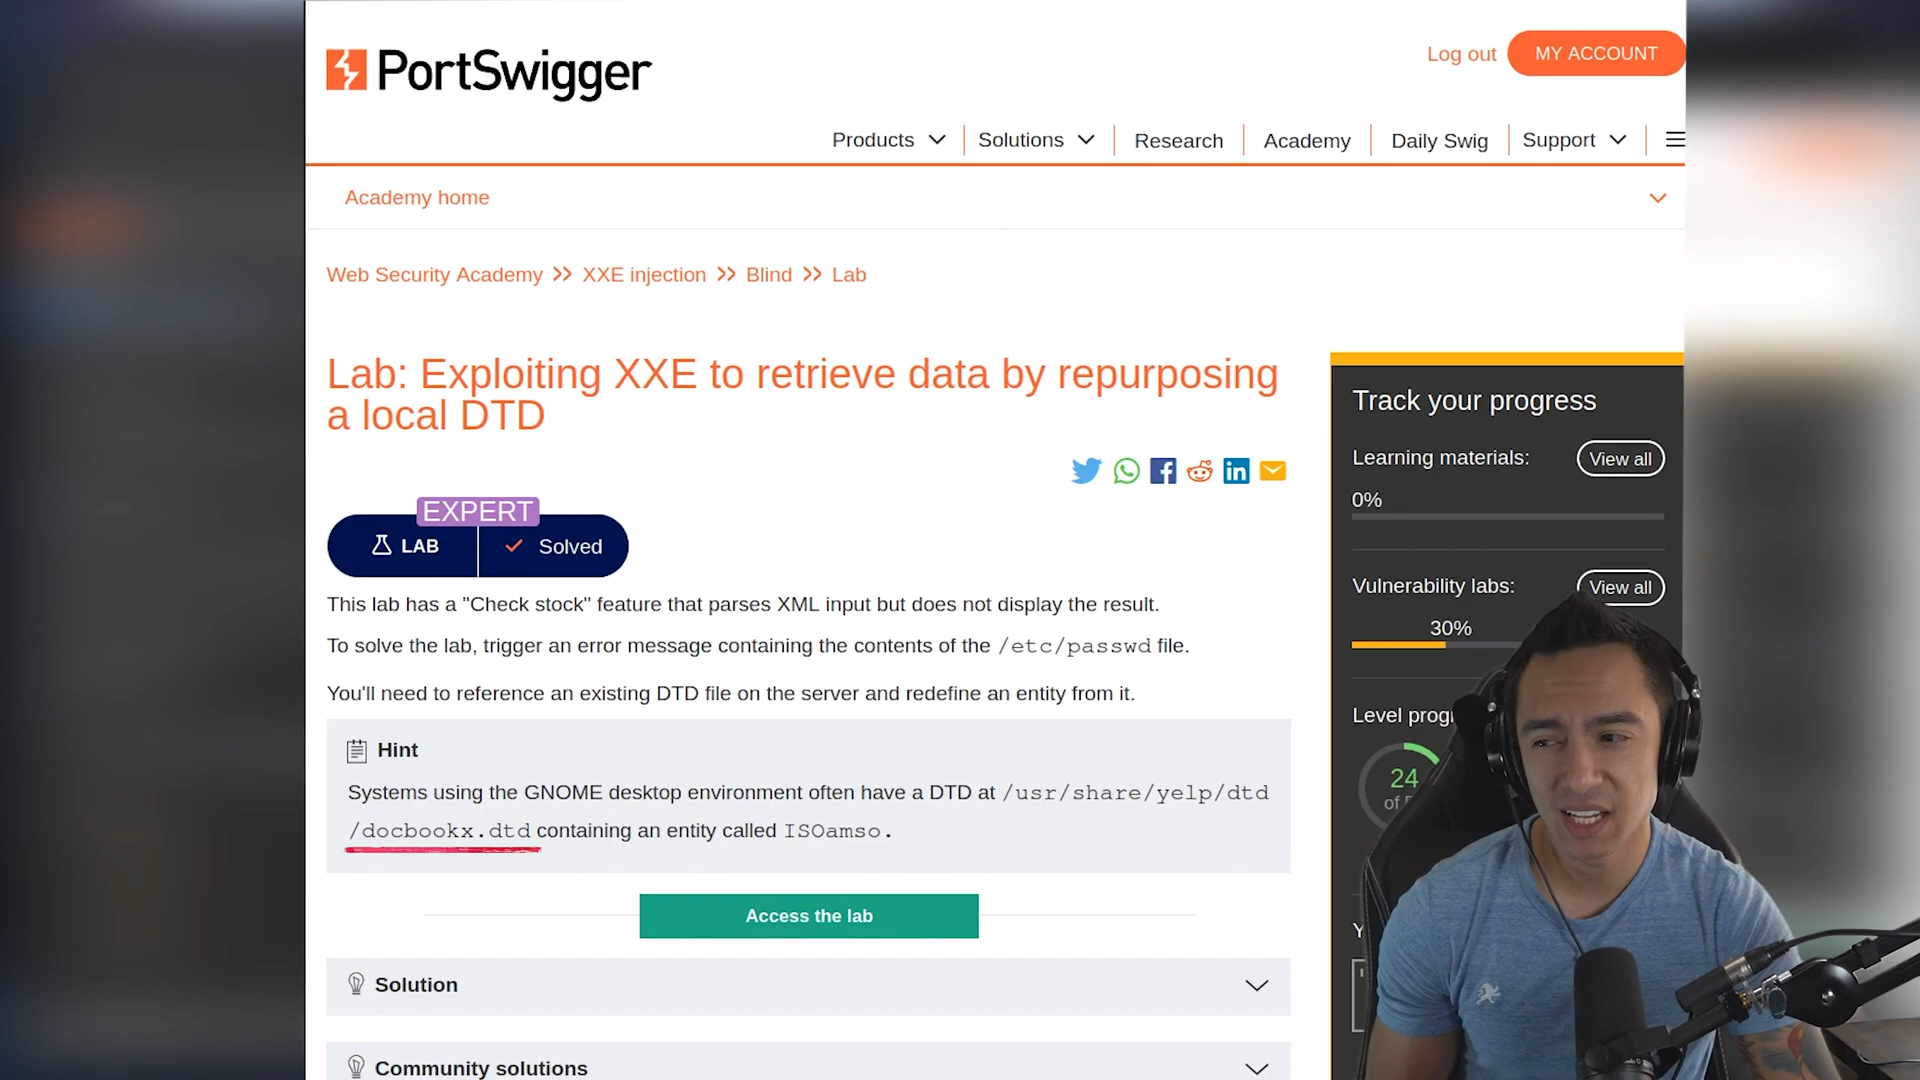 PortSwigger
Log out
MY ACCOUNT
Products
Solutions
Research
Academy
Daily Swig
Support
Academy home
Web Security Academy
XXE injection
Blind
Lab
Lab: Exploiting XXE to retrieve data by repurposing
a local DTD
EXPERT
LAB
Solved
This lab has a "Check stock" feature that parses XML input but does not display the result.
To solve the lab, trigger an error message containing the contents of the /etc/passwd file.
You'll need to reference an existing DTD file on the server and redefine an entity from it.
Hint
Systems using the GNOME desktop environment often have a DTD at /usr/share/yelp/dtd
/docbookx.dtd containing an entity called ISOamso.
Access the lab
Solution
Community solutions
Track your progress
Learning materials:
View all
0%
Vulnerability labs:
View all
30%
Level
24
of